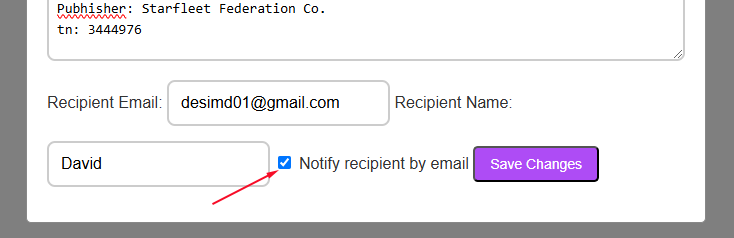 Pubhisher: Starfleet Federation Co.
tn: 3444976
Recipient Email: desimd01@gmail.com Recipient Name:
David Notify recipient by email Save Changes